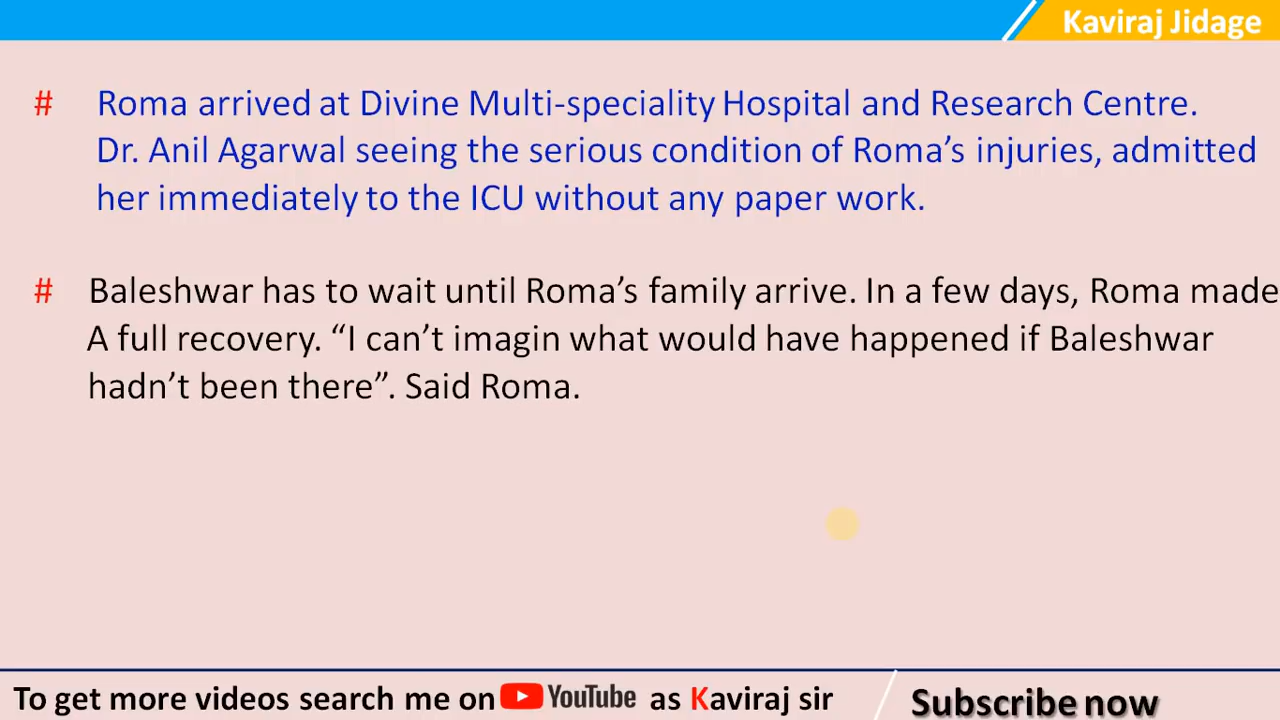 Kaviraj Jidage
# Roma arrived at Divine Multi-speciality Hospital and Research Centre.
Dr. Anil Agarwal seeing the serious condition of Roma’s injuries, admitted
her immediately to the ICU without any paper work.
# Baleshwar has to wait until Roma’s family arrive. In a few days, Roma made
A full recovery. “I can’t imagin what would have happened if Baleshwar
hadn’t been there”. Said Roma.
To get more videos search me on YouTube as Kaviraj sir
Subscribe now